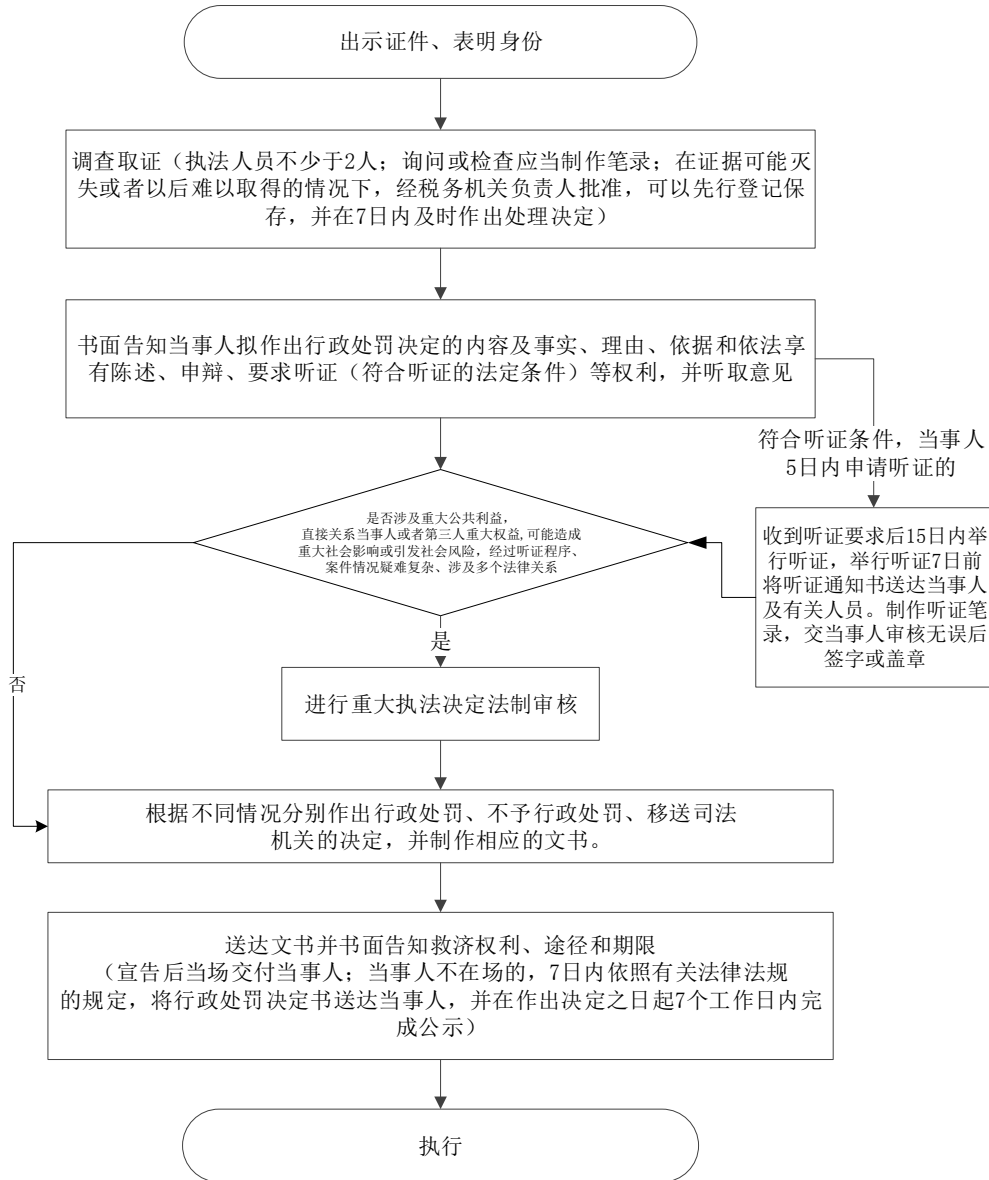 出示证件、表明身份
调查取证（执法人员不少于2人；询问或检查应当制作笔录；在证据可能灭
失或者以后难以取得的情况下，经税务机关负责人批准，可以先行登记保
存，并在7日内及时作出处理决定）
书面告知当事人拟作出行政处罚决定的内容及事实、理由、依据和依法享
有陈述、申辩、要求听证（符合听证的法定条件）等权利，并听取意见
符合听证条件，当事人
5日内申请听证的
是否涉及重大公共利益，
直接关系当事人或者第三人重大权益,可能造成
重大社会影响或引发社会风险，经过听证程序、
案件情况疑难复杂、涉及多个法律关系
收到听证要求后15日内举
行听证，举行听证7日前
将听证通知书送达当事人
及有关人员。制作听证笔
录，交当事人审核无误后
签字或盖章
是
否
进行重大执法决定法制审核
根据不同情况分别作出行政处罚、不予行政处罚、移送司法
机关的决定，并制作相应的文书。
送达文书并书面告知救济权利、途径和期限
（宣告后当场交付当事人；当事人不在场的，7日内依照有关法律法规
的规定，将行政处罚决定书送达当事人，并在作出决定之日起7个工作日内完
成公示）
执行